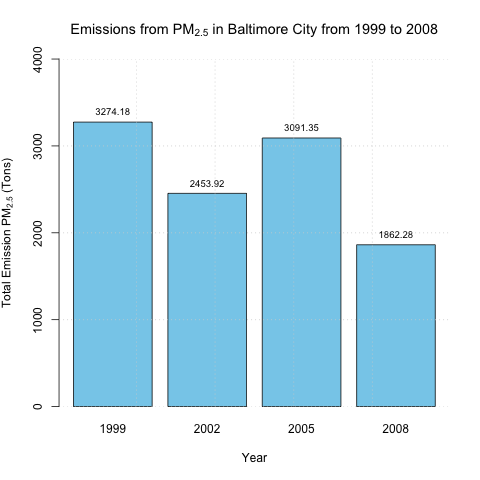 Emissions from PM2.5 in Baltimore City from 1999 to 2008
Total Emission PM2.5 (Tons)
4000
3000
2000
1000
0
3274.18
2453.92
3091.35
1862.28
1999 2002 2005 2008
Year